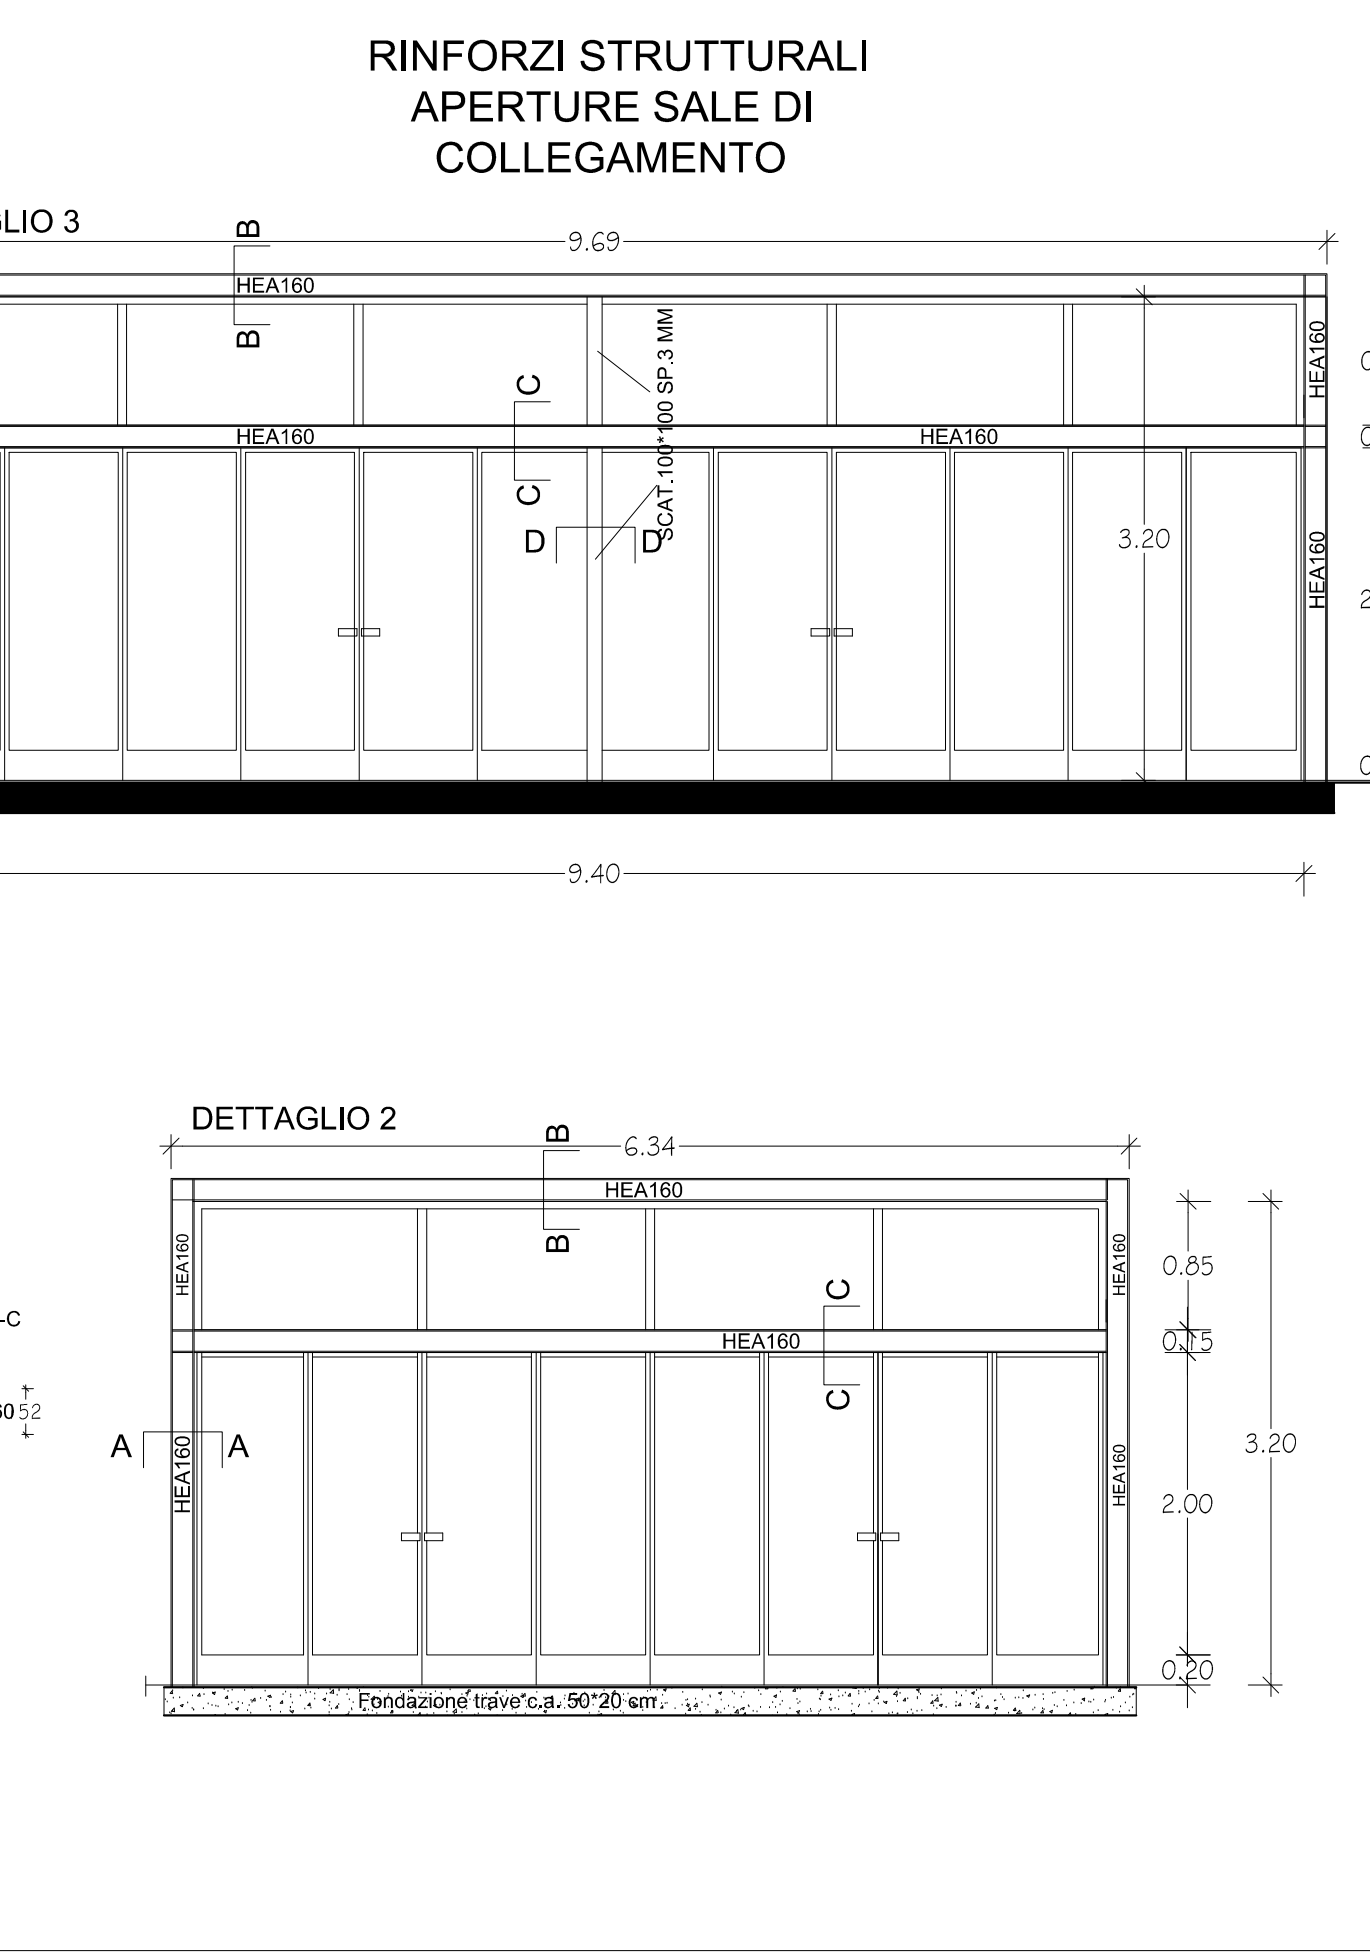 RINFORZI STRUTTURALI
APERTURE SALE DI
COLLEGAMENTO
GLIO 3
B
9.69
HEA160
B
SCAT.100*100 SP.3 MM
HEA160
C
HEA160
HEA160
C
D
D
3.20
HEA160
9.40
DETTAGLIO 2
B
6.34
HEA160
B
HEA160
HEA160
0.85
C
-C
HEA160
0.15
C
60 52
A
A
HEA160
HEA160
3.20
2.00
0.20
Fondazione trave c.a. 50*20 cm